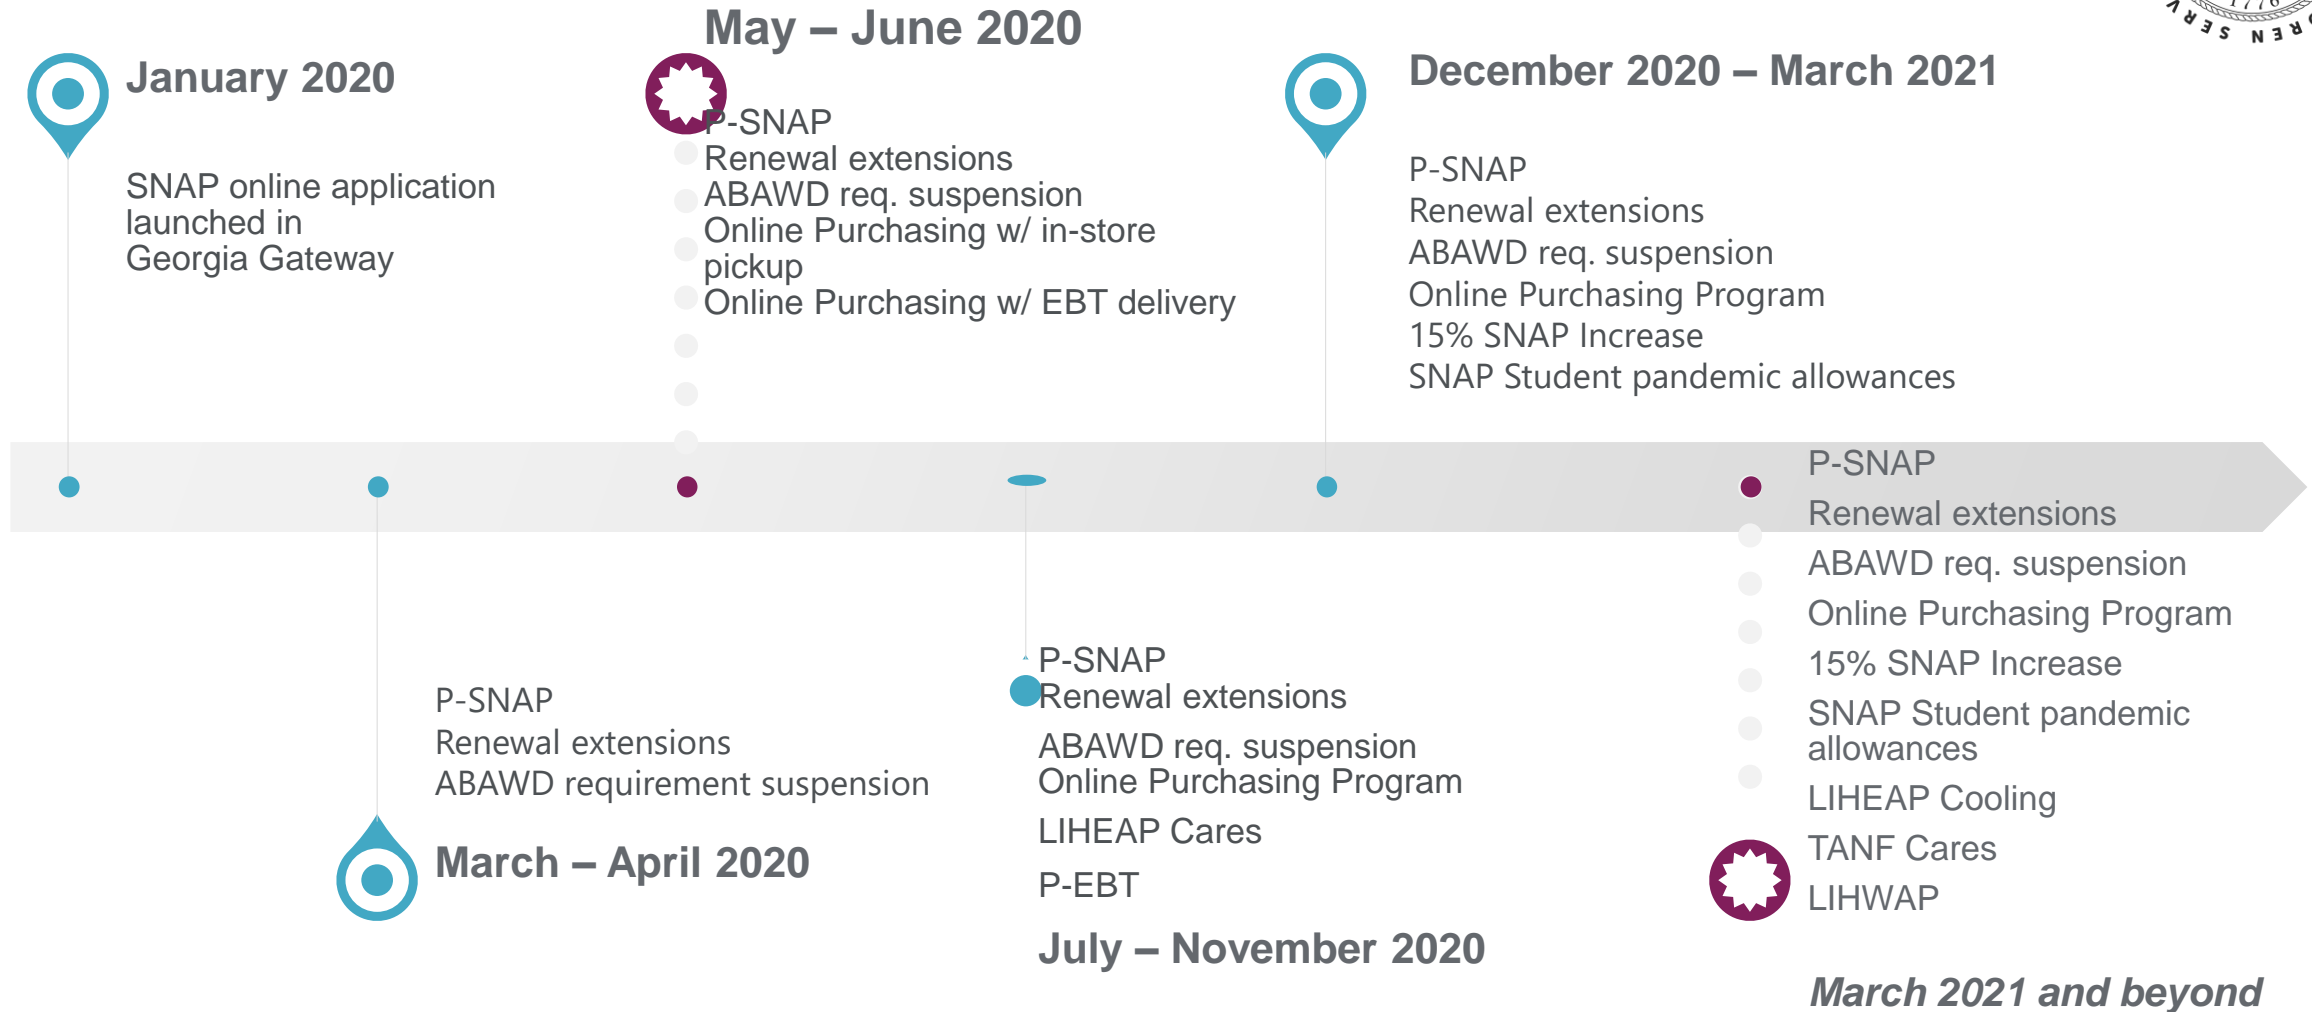 January 2020
SNAP online application
launched in
Georgia Gateway
May – June 2020
P-SNAP
Renewal extensions
ABAWD req. suspension
Online Purchasing w/ in-store
pickup
Online Purchasing w/ EBT delivery
December 2020 – March 2021
P-SNAP
Renewal extensions
ABAWD req. suspension
Online Purchasing Program
15% SNAP Increase
SNAP Student pandemic allowances
1776
P-SNAP
Renewal extensions
ABAWD requirement suspension
March – April 2020
P-SNAP
Renewal extensions
ABAWD req. suspension
Online Purchasing Program
LIHEAP Cares
P-EBT
July – November 2020
P-SNAP
Renewal extensions
ABAWD req. suspension
Online Purchasing Program
15% SNAP Increase
SNAP Student pandemic
allowances
LIHEAP Cooling
TANF Cares
LIHWAP
March 2021 and beyond